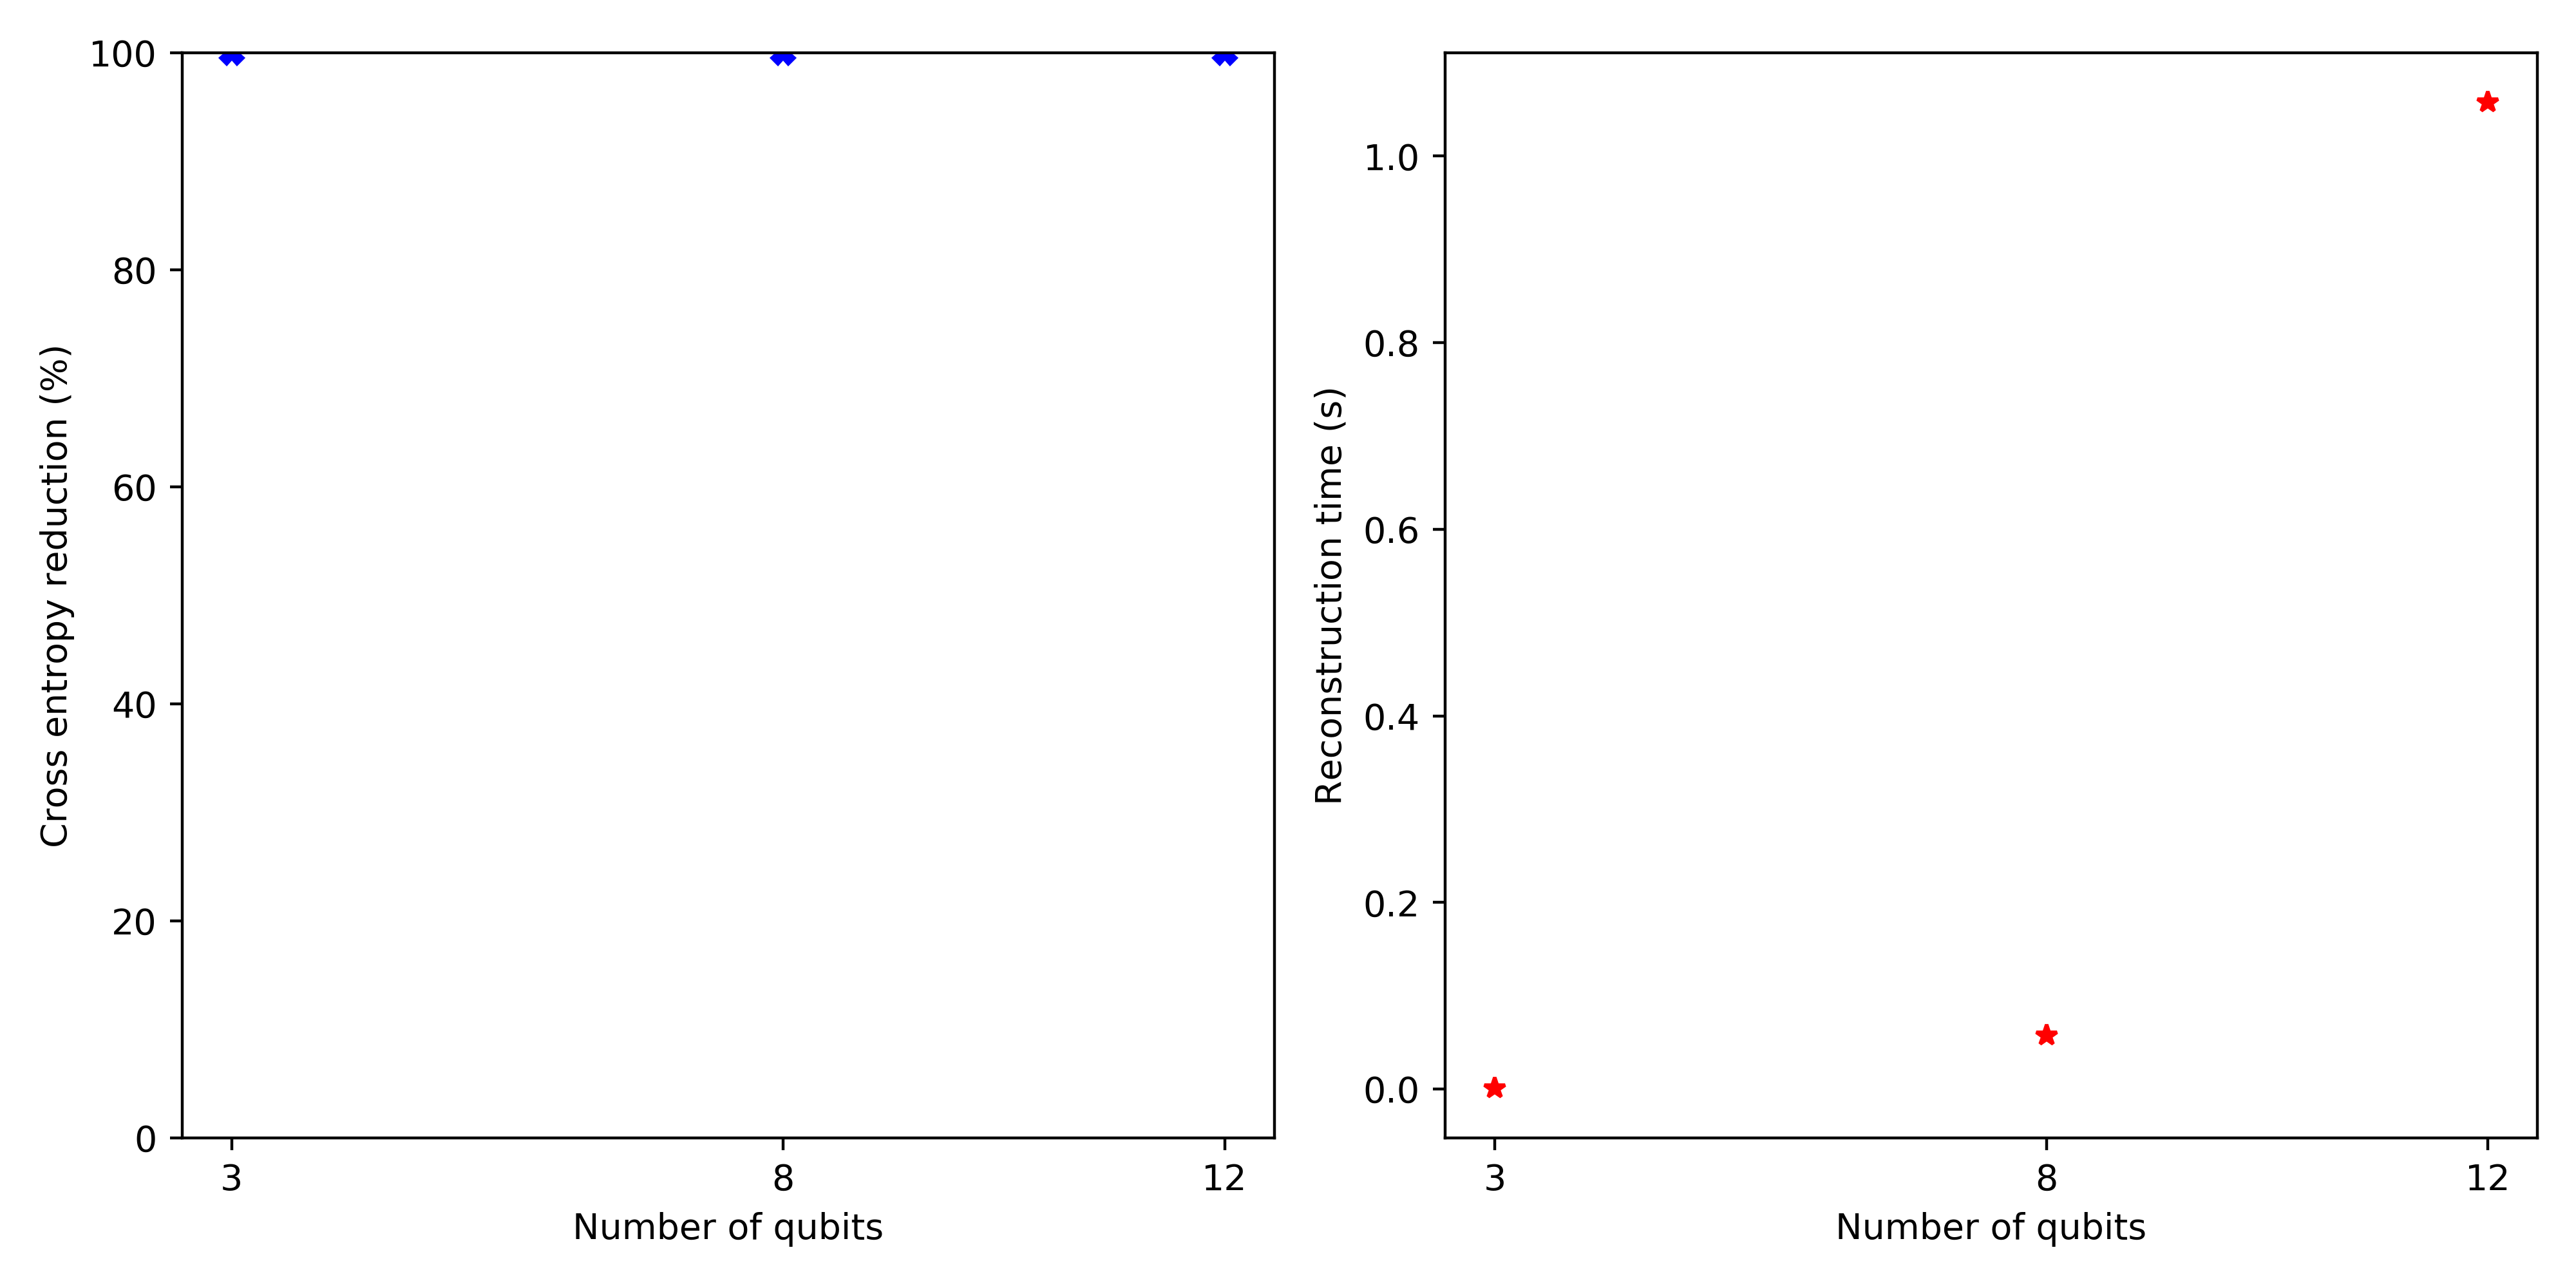 100
80
60
40
20
0
Cross entropy reduction (%)
3 8 12
Number of qubits
1.0
0.8
0.6
0.4
0.2
0.0
Reconstruction time (s)
3 8 12
Number of qubits